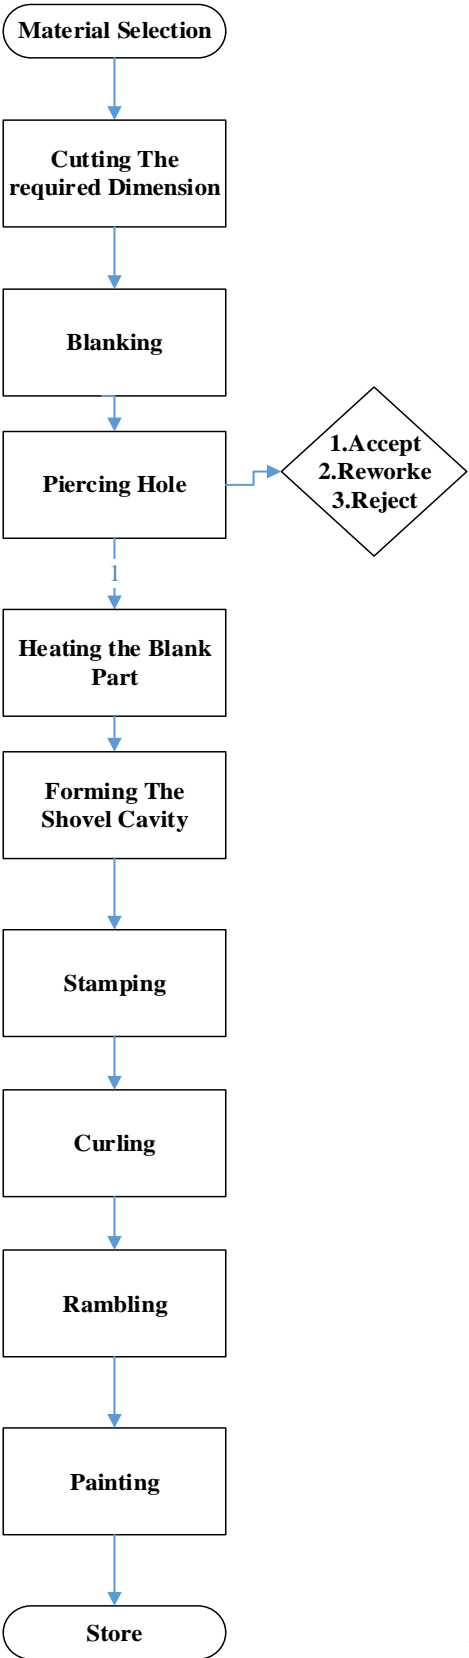 Material Selection
Cutting The
required Dimension
Blanking
Piercing Hole
1.Accept
2.Reworke
3.Reject
1
Heating the Blank
Part
Forming The
Shovel Cavity
Stamping
Curling
Rambling
Painting
Store